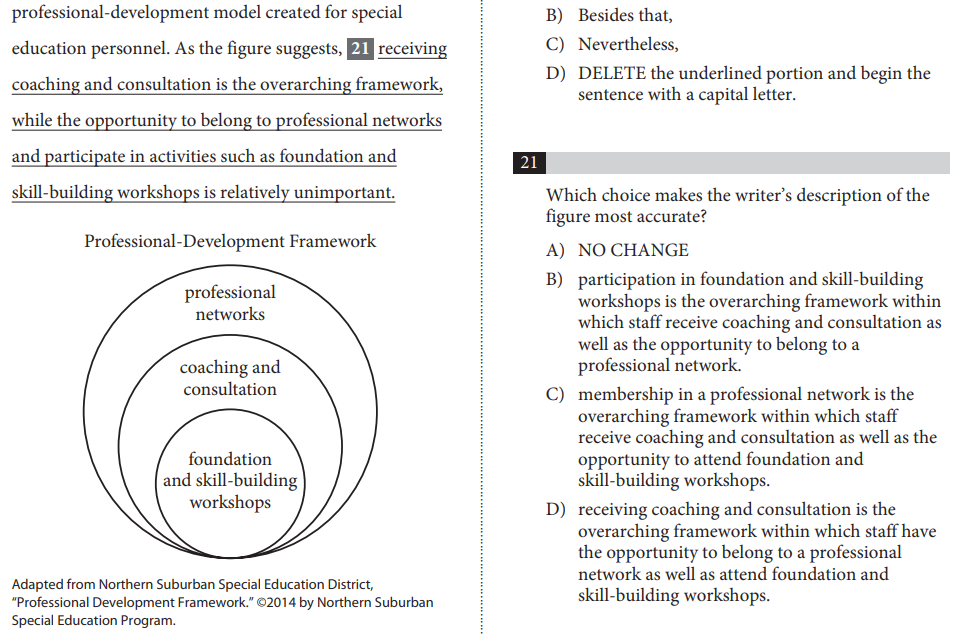 professional-development model created for special
education personnel. As the figure suggests, 21 receiving
coaching and consultation is the overarching framework,
while the opportunity to belong to professional networks
and participate in activities such as foundation and
skill-building workshops is relatively unimportant.
Professional-Development Framework
professional
networks
coaching and
consultation
foundation
and skill-building
workshops
Adapted from Northern Suburban Special Education District,
“Professional Development Framework.” ©2014 by Northern Suburban
Special Education Program.
B) Besides that,
C) Nevertheless,
D) DELETE the underlined portion and begin the
sentence with a capital letter.
21
Which choice makes the writer’s description of the
figure most accurate?
A) NO CHANGE
B) participation in foundation and skill-building
workshops is the overarching framework within
which staff receive coaching and consultation as
well as the opportunity to belong to a
professional network.
C) membership in a professional network is the
overarching framework within which staff
receive coaching and consultation as well as the
opportunity to attend foundation and
skill-building workshops.
D) receiving coaching and consultation is the
overarching framework within which staff have
the opportunity to belong to a professional
network as well as attend foundation and
skill-building workshops.